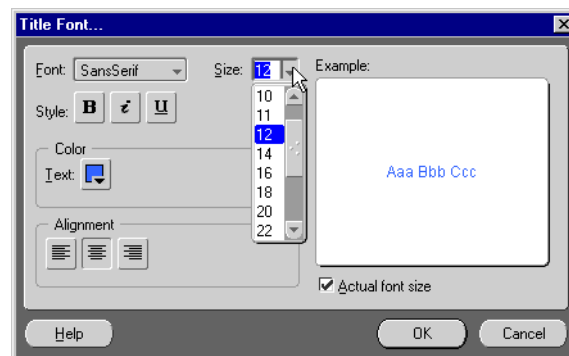 Title Font...
Font: SansSerif Size: 12 Example:
10
11
12
14
16
18
20
22
Style: B i U
Color
Text:
Aaa Bbb Ccc
Alignment
Actual font size
Help OK Cancel